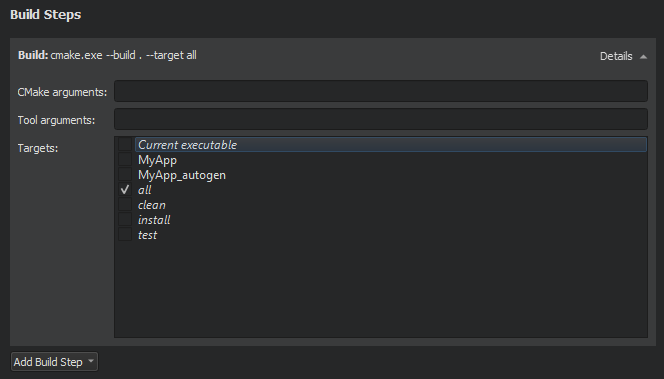 Build Steps
Build: cmake.exe --build . --target all
Details
CMake arguments:
Tool arguments:
Targets:
Current executable
MyApp
MyApp_autogen
all
clean
install
test
Add Build Step